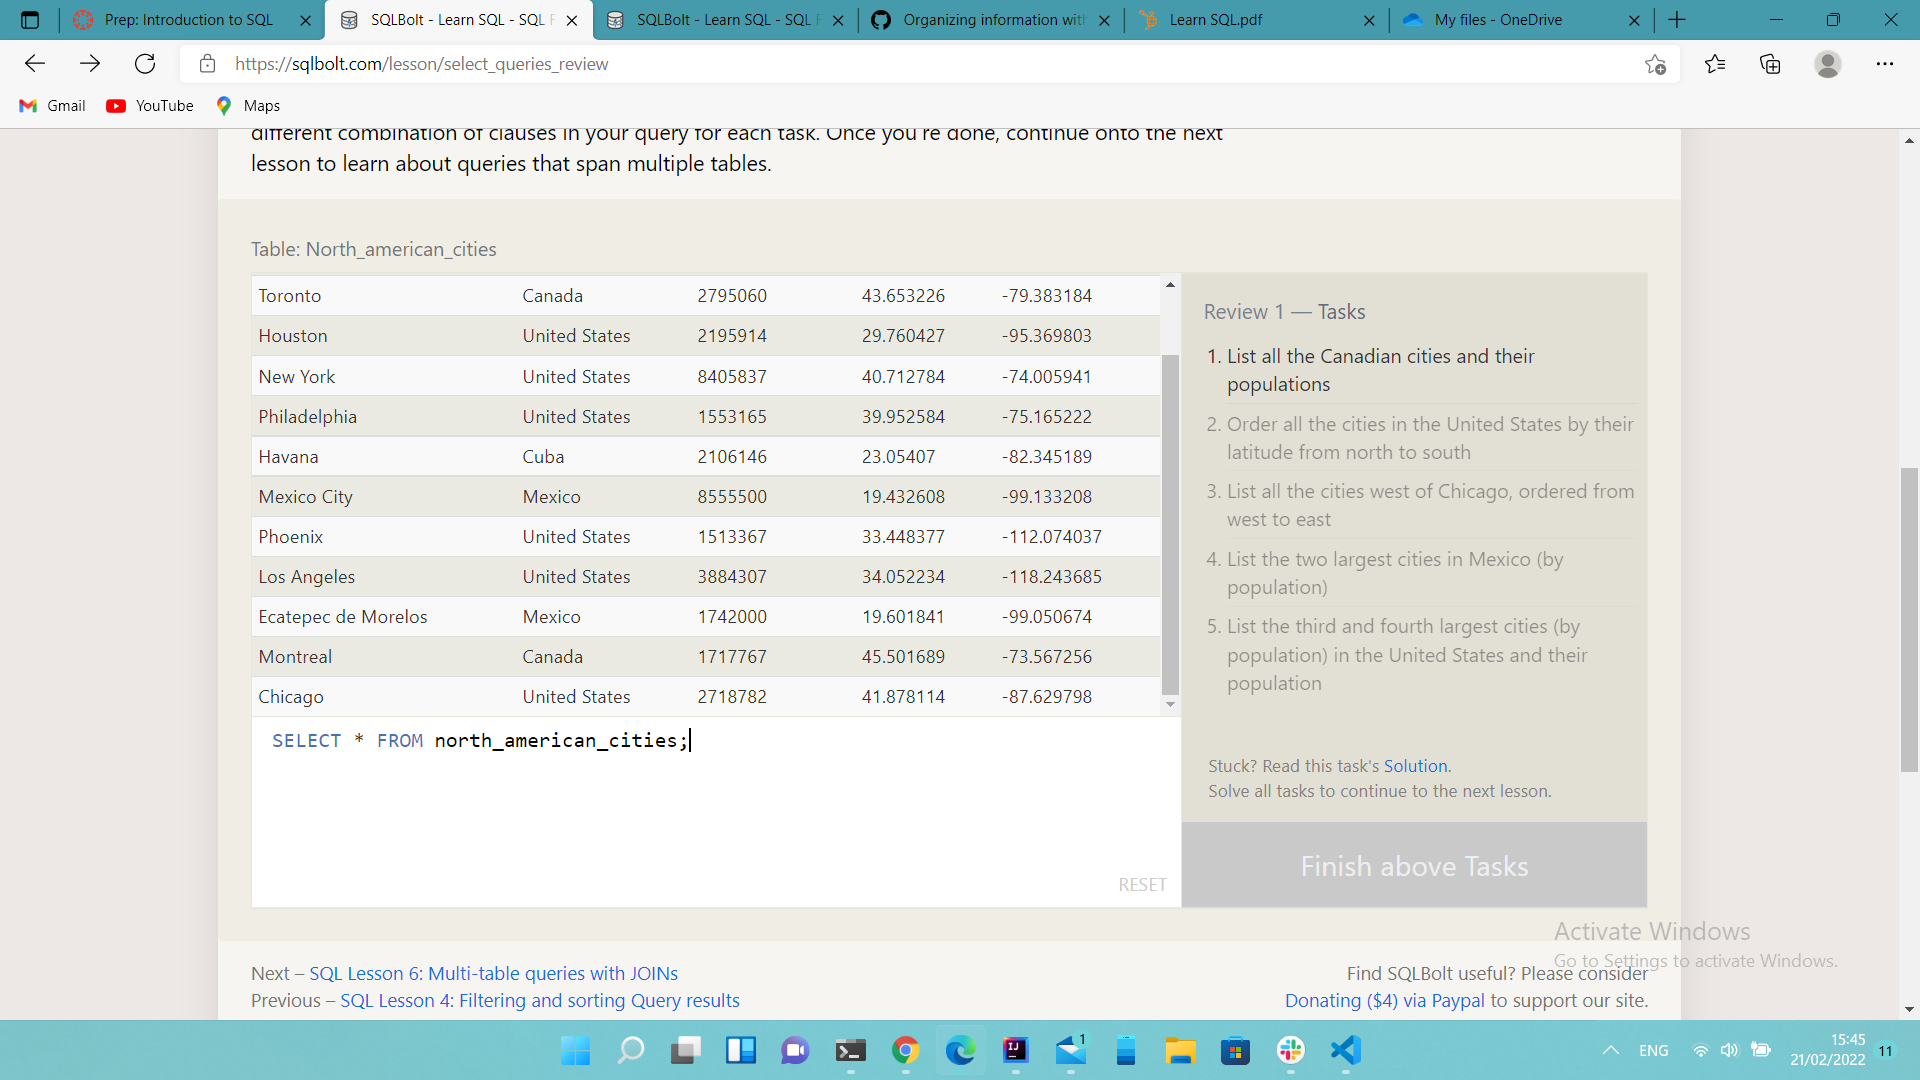 Prep: Introduction to SQL
SQLBolt - Learn SQL - SQL F
SQLBolt - Learn SQL - SQL F
Organizing information with
Learn SQL.pdf
My files - OneDrive
https://sqlbolt.com/lesson/select_queries_review
Gmail YouTube Maps
different combination of clauses in your query for each task. Once you're done, continue onto the next
lesson to learn about queries that span multiple tables.
Table: North_american_cities
Toronto Canada 2795060 43.653226 -79.383184
Houston United States 2195914 29.760427 -95.369803
New York United States 8405837 40.712784 -74.005941
Philadelphia United States 1553165 39.952584 -75.165222
Havana Cuba 2106146 23.05407 -82.345189
Mexico City Mexico 8555500 19.432608 -99.133208
Phoenix United States 1513367 33.448377 -112.074037
Los Angeles United States 3884307 34.052234 -118.243685
Ecatepec de Morelos Mexico 1742000 19.601841 -99.050674
Montreal Canada 1717767 45.501689 -73.567256
Chicago United States 2718782 41.878114 -87.629798
SELECT * FROM north_american_cities;
RESET
Review 1 — Tasks
1. List all the Canadian cities and their
populations
2. Order all the cities in the United States by their
latitude from north to south
3. List all the cities west of Chicago, ordered from
west to east
4. List the two largest cities in Mexico (by
population)
5. List the third and fourth largest cities (by
population) in the United States and their
population
Stuck? Read this task's Solution.
Solve all tasks to continue to the next lesson.
Finish above Tasks
Activate Windows
Go to Settings to activate Windows.
Next – SQL Lesson 6: Multi-table queries with JOINs
Previous – SQL Lesson 4: Filtering and sorting Query results
Find SQLBolt useful? Please consider
Donating ($4) via Paypal to support our site.
IJ
1
ENG
15:45
21/02/2022
11